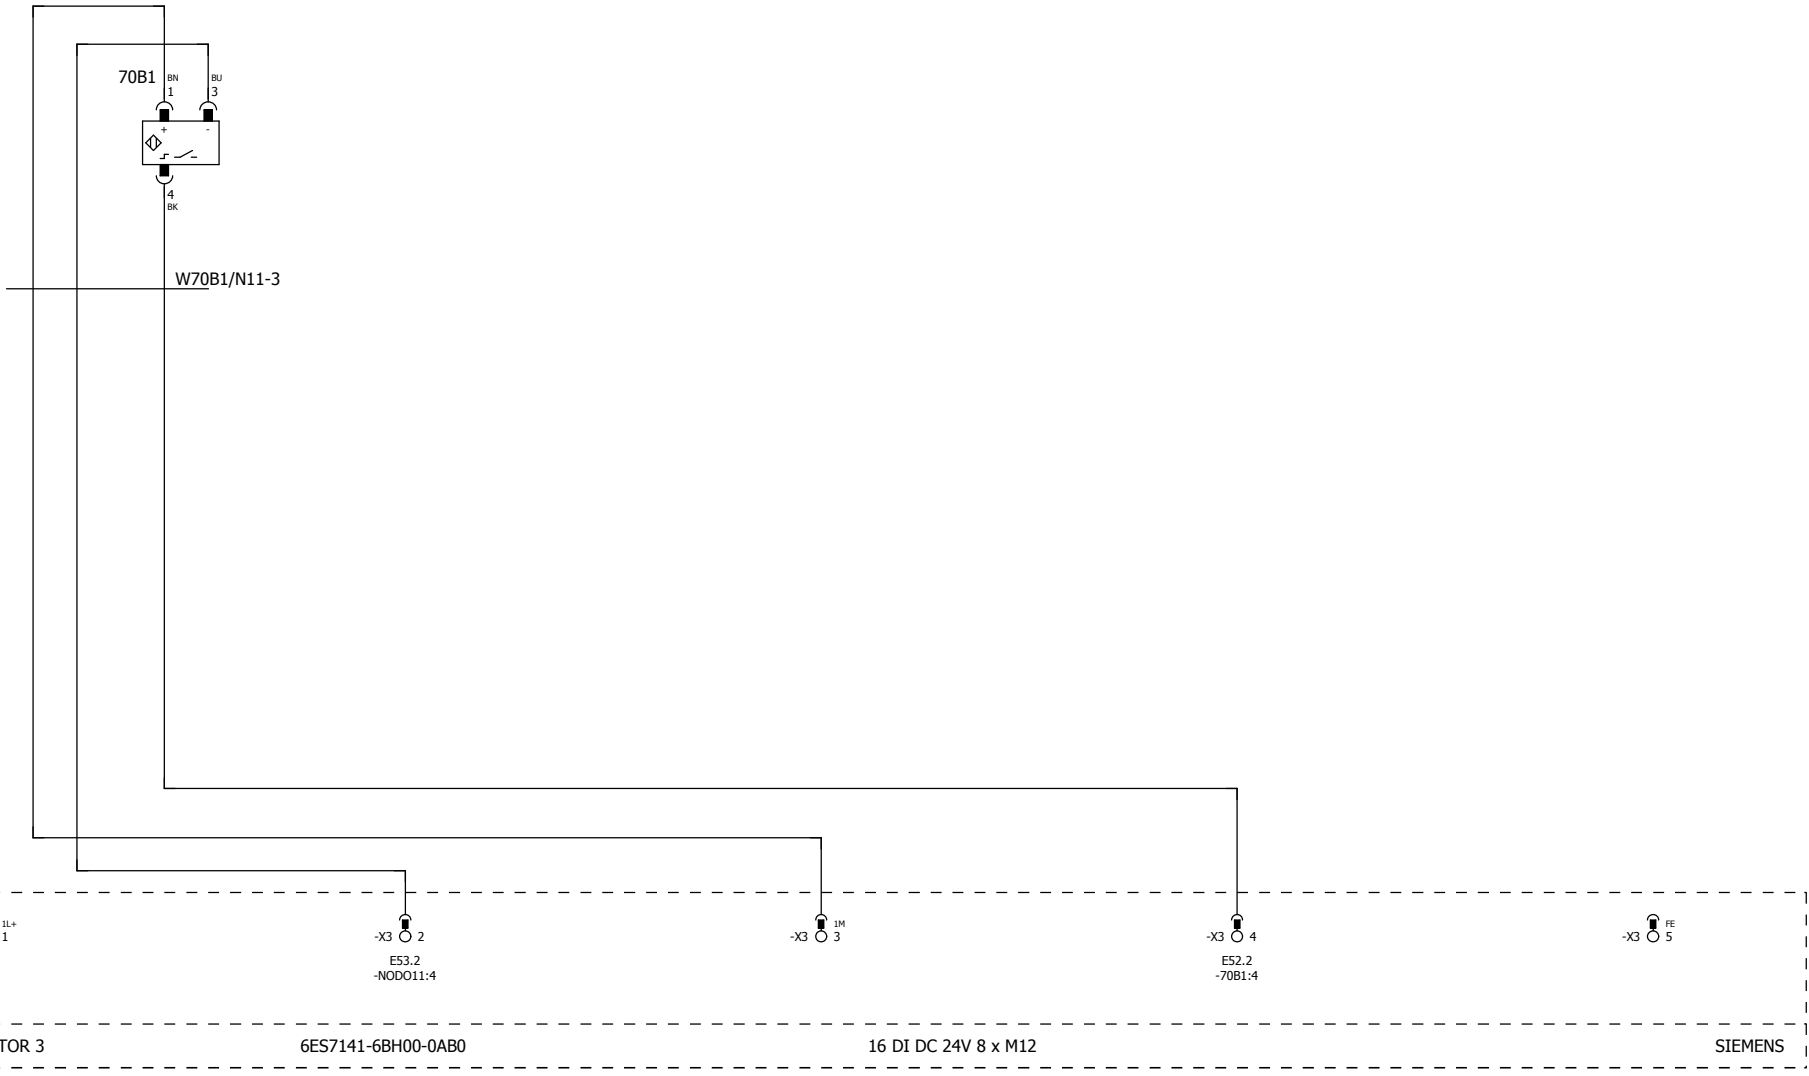 70B1 BN BU
1 3
+ -
4
BK
W70B1/N11-3
1L+ 1M FE
1 -X3 2 -X3 3 -X3 4 -X3 5
E53.2 E52.2
-NODO11:4 -70B1:4
TOR 3 6ES7141-6BH00-0AB0 16 DI DC 24V 8 x M12 SIEMENS